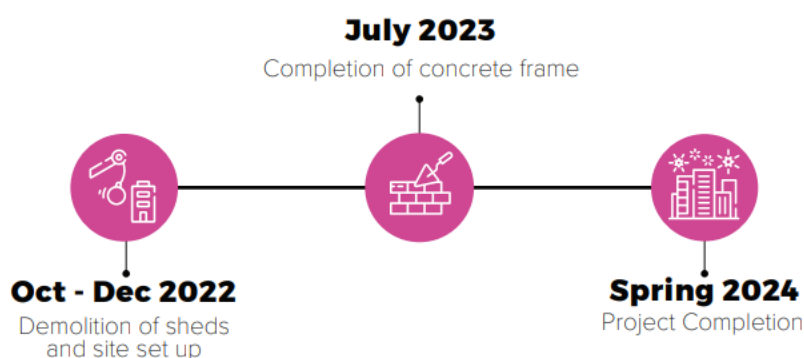 July 2023
Completion of concrete frame
Oct - Dec 2022
Demolition of sheds
and site set up
Spring 2024
Project Completion